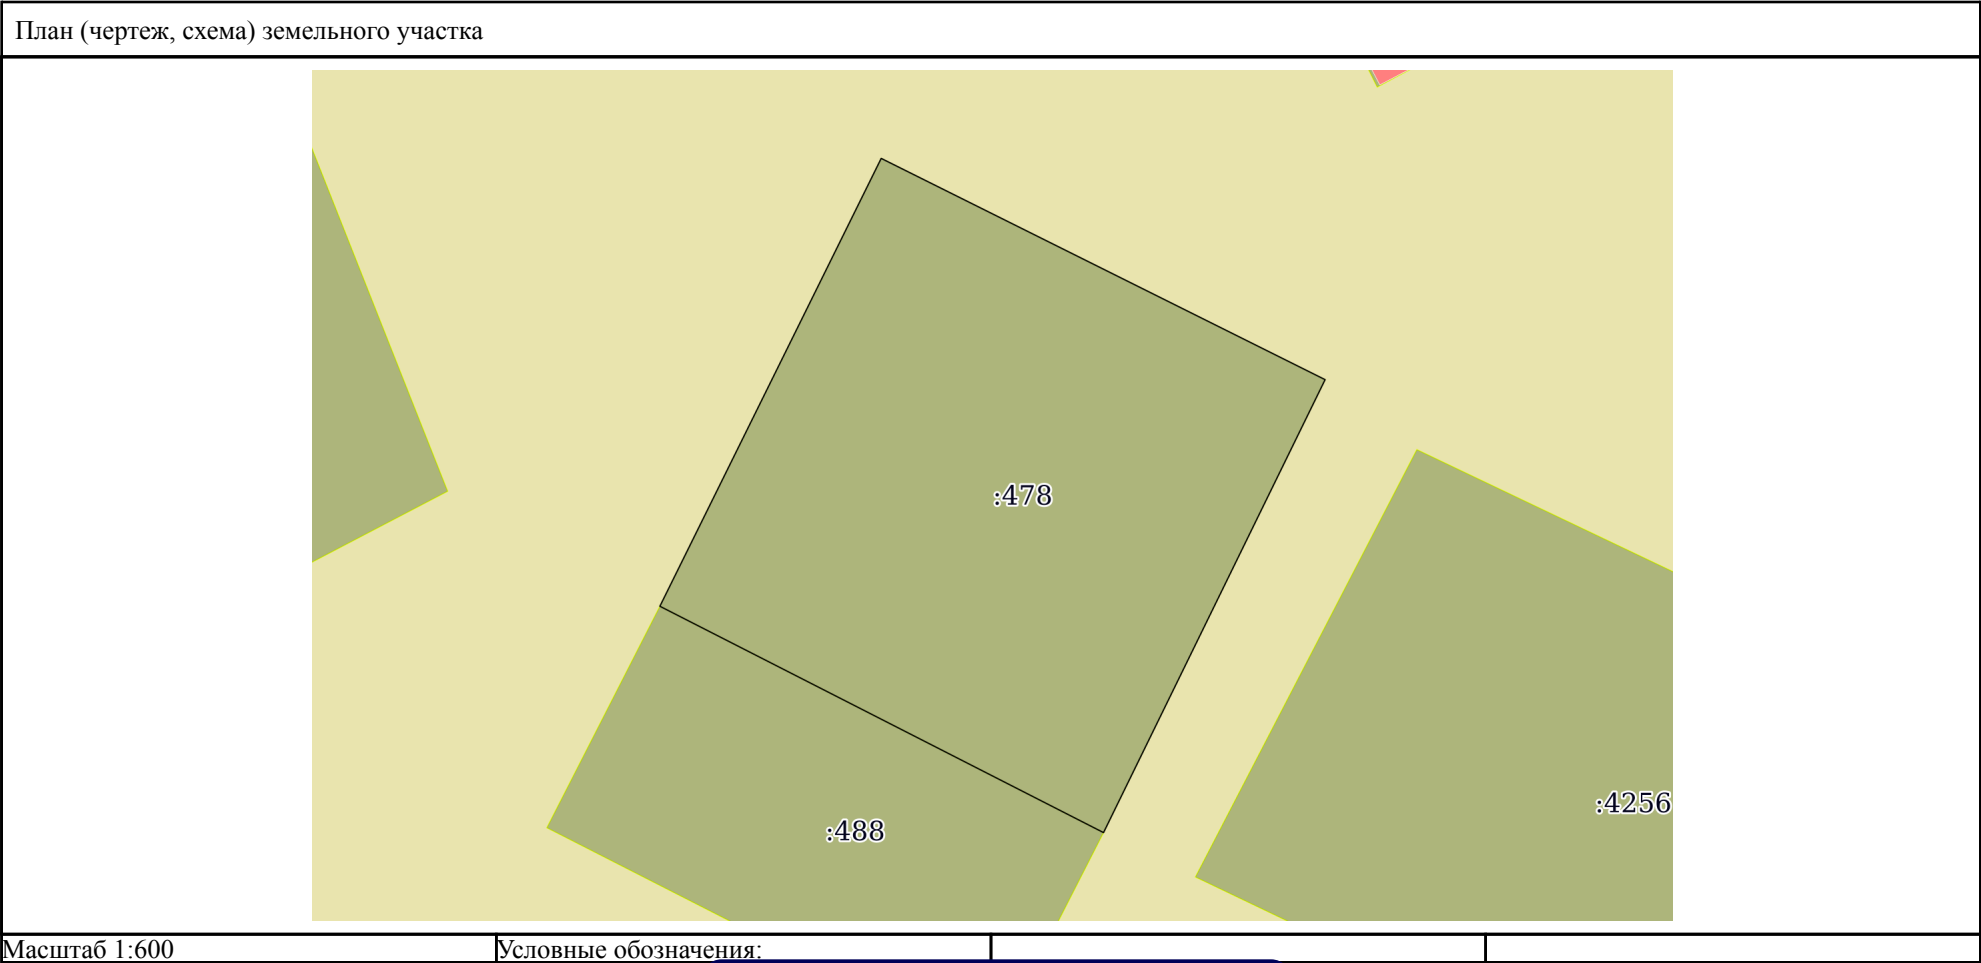 План (чертеж, схема) земельного участка
:478
:4256
:488
Масштаб 1:600
Условные обозначения: